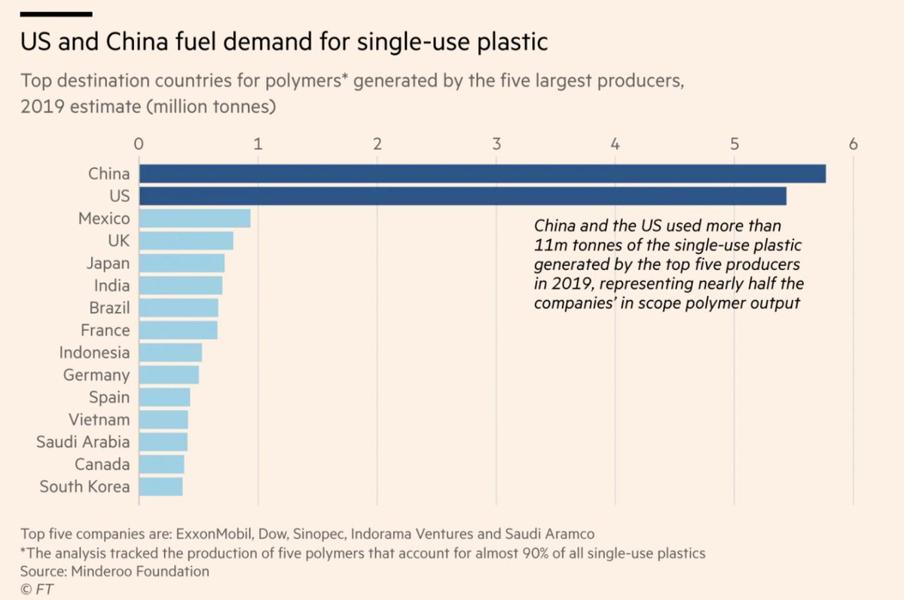 US and China fuel demand for single-use plastic
Top destination countries for polymers* generated by the five largest producers,
2019 estimate (million tonnes)
0 1 2 3 4 5 6
China
US
Mexico
UK
Japan
India
Brazil
France
Indonesia
Germany
Spain
Vietnam
Saudi Arabia
Canada
South Korea
China and the US used more than
11m tonnes of the single-use plastic
generated by the top five producers
in 2019, representing nearly half the
companies' in scope polymer output
Top five companies are: ExxonMobil, Dow, Sinopec, Indorama Ventures and Saudi Aramco
*The analysis tracked the production of five polymers that account for almost 90% of all single-use plastics
Source: Minderoo Foundation
© FT